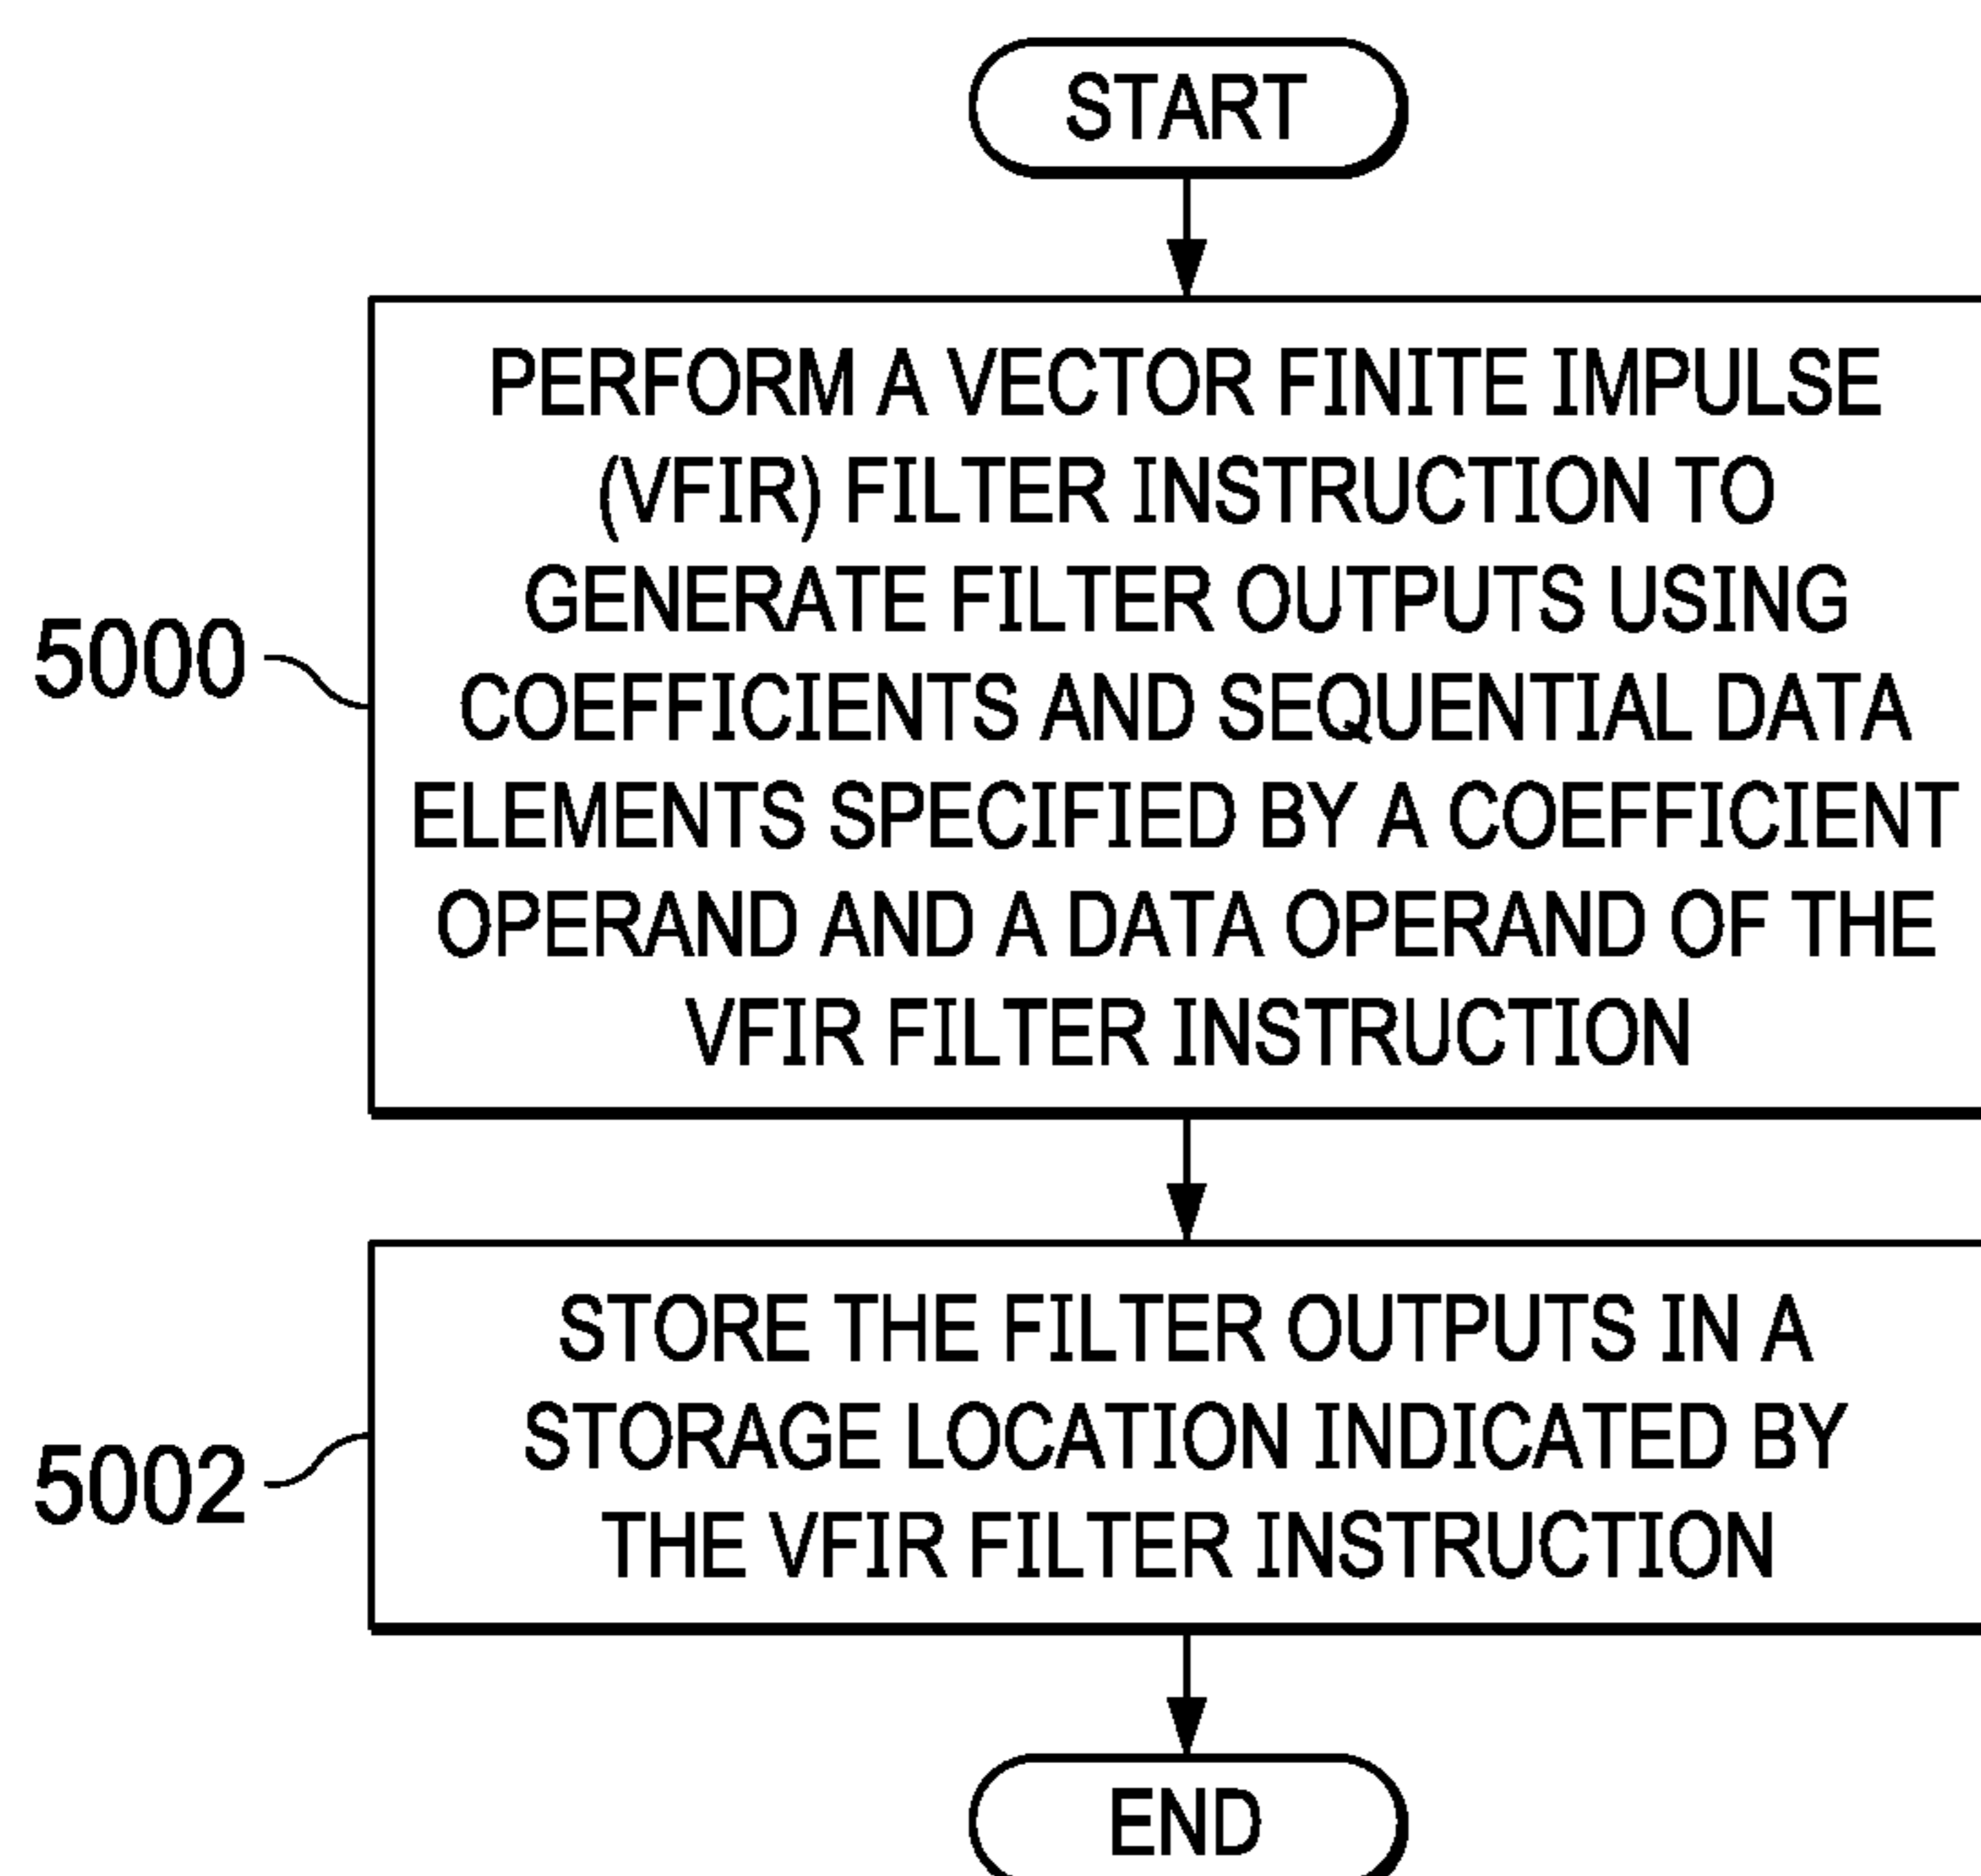 START
PERFORM A VECTOR FINITE IMPULSE
(VFIR) FILTER INSTRUCTION TO
GENERATE FILTER OUTPUTS USING
COEFFICIENTS AND SEQUENTIAL DATA
ELEMENTS SPECIFIED BY A COEFFICIENT
OPERAND AND A DATA OPERAND OF THE
VFIR FILTER INSTRUCTION
5000
STORE THE FILTER OUTPUTS IN A
STORAGE LOCATION INDICATED BY
THE VFIR FILTER INSTRUCTION
5002
END